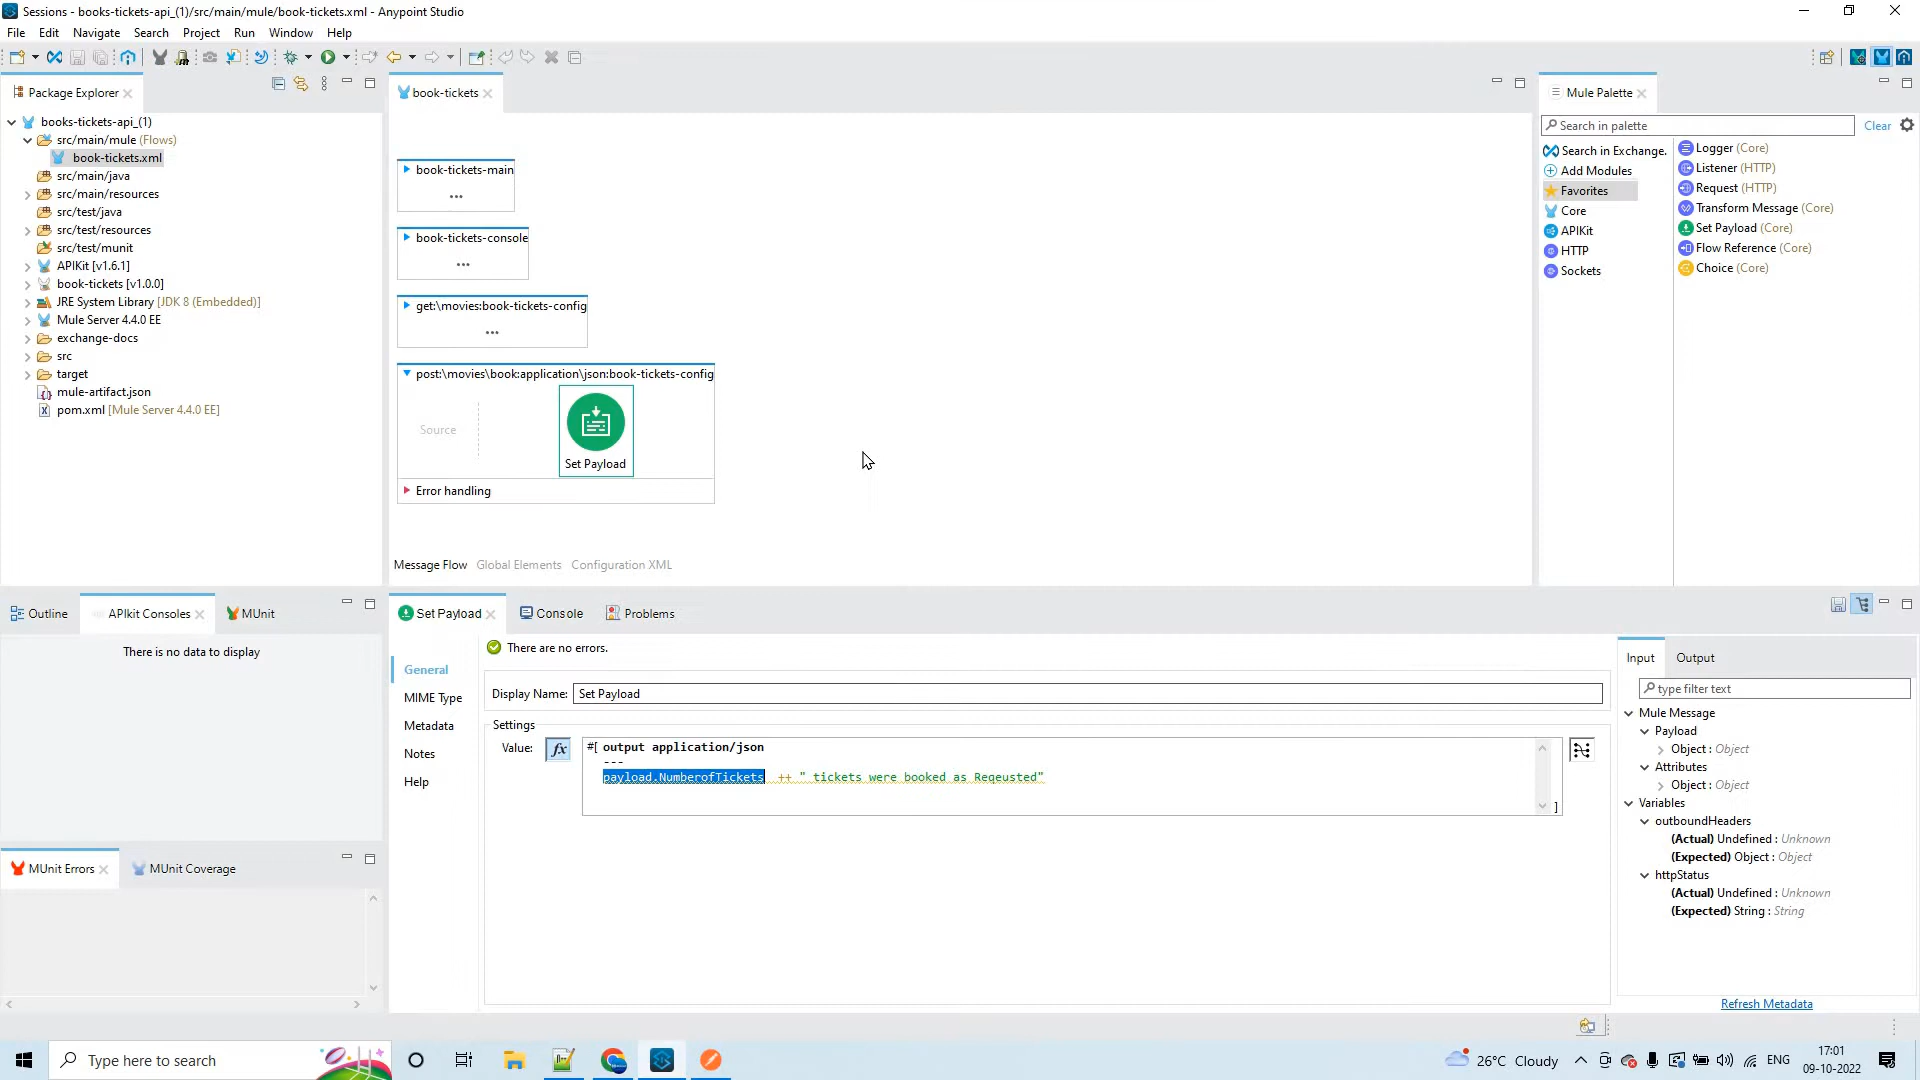 Sessions - books-tickets-api_(1)/src/main/mule/book-tickets.xml - Anypoint Studio
File Edit Navigate Search Project Run Window Help
Package Explorer
books-tickets-api_(1)
src/main/mule (Flows)
book-tickets.xml
src/main/java
src/main/resources
src/test/java
src/test/resources
src/test/munit
APIKit [v1.6.1]
book-tickets [v1.0.0]
JRE System Library [JDK 8 (Embedded)]
Mule Server 4.4.0 EE
exchange-docs
src
target
mule-artifact.json
pom.xml [Mule Server 4.4.0 EE]
book-tickets
book-tickets-main
book-tickets-console
get:\movies:book-tickets-config
post:\movies\book:application\json:book-tickets-config
Source
Set Payload
Error handling
Message Flow Global Elements Configuration XML
Mule Palette
Search in palette
Clear
Search in Exchange.
Add Modules
Favorites
Core
APIKit
HTTP
Sockets
Logger (Core)
Listener (HTTP)
Request (HTTP)
Transform Message (Core)
Set Payload (Core)
Flow Reference (Core)
Choice (Core)
Outline
APIkit Consoles
MUnit
There is no data to display
MUnit Errors
MUnit Coverage
Set Payload
Console
Problems
There are no errors.
General
MIME Type
Metadata
Notes
Help
Display Name: Set Payload
Settings
Value: fx
#[ output application/json
---
payload.NumberofTickets ++ " tickets were booked as Reqeusted"
]
Input Output
type filter text
Mule Message
Payload
Object : Object
Attributes
Object : Object
Variables
outboundHeaders
(Actual) Undefined : Unknown
(Expected) Object : Object
httpStatus
(Actual) Undefined : Unknown
(Expected) String : String
Refresh Metadata
Type here to search
26°C Cloudy
ENG
17:01
09-10-2022